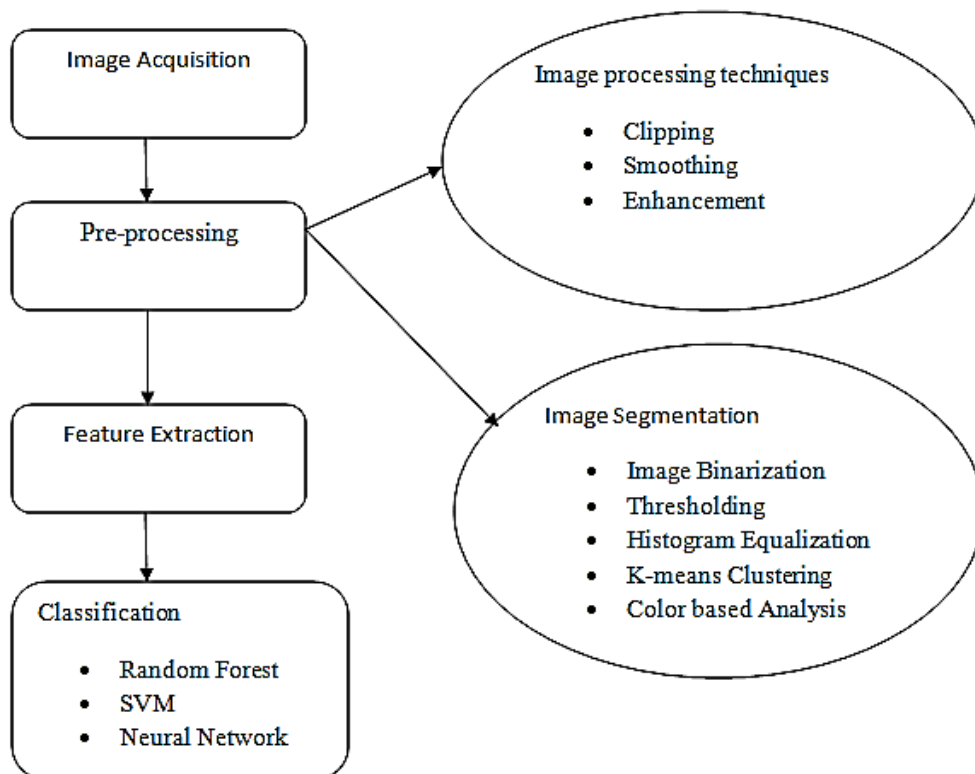 Image Acquisition
Pre-processing
Feature Extraction
Classification
• Random Forest
• SVM
• Neural Network
Image processing techniques
• Clipping
• Smoothing
• Enhancement
Image Segmentation
• Image Binarization
• Thresholding
• Histogram Equalization
• K-means Clustering
• Color based Analysis